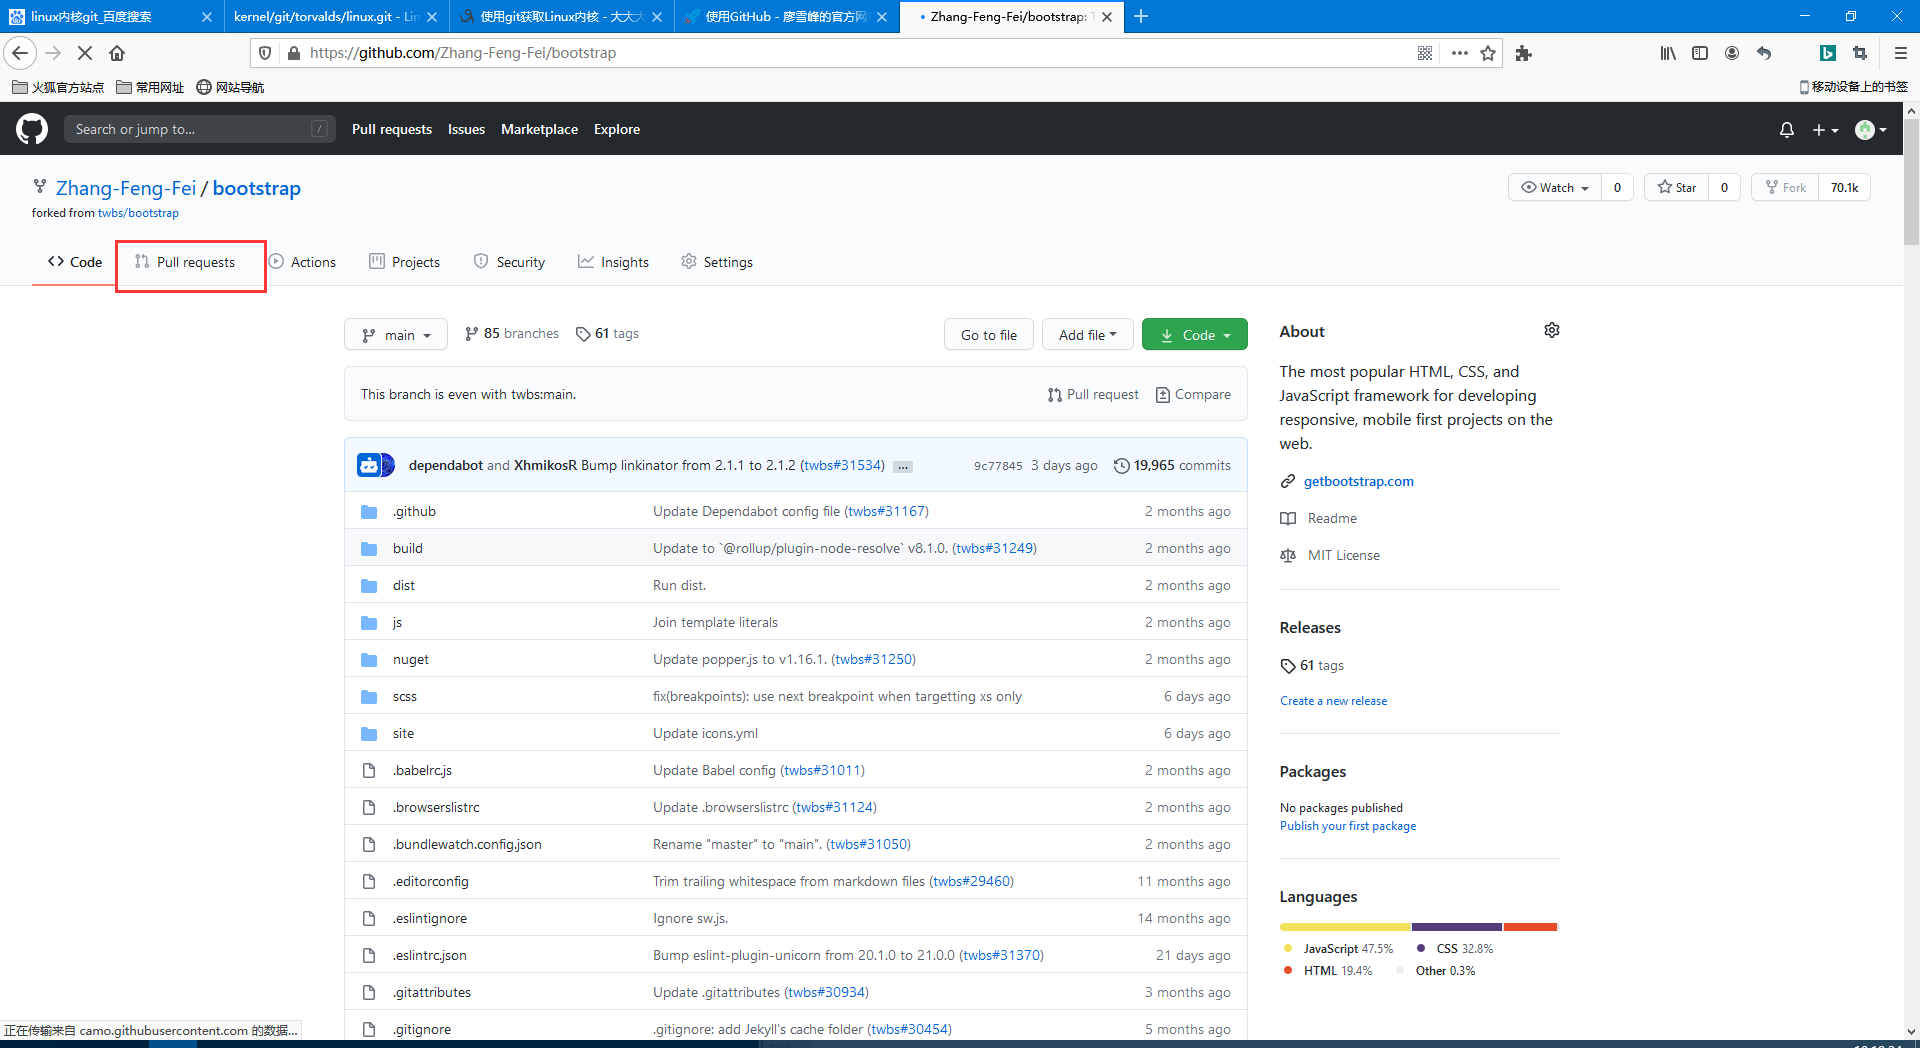 linux内核git_百度搜索
kernel/git/torvalds/linux.git - Lin
使用git获取Linux内核 - 大大大
使用GitHub - 廖雪峰的官方网
Zhang-Feng-Fei/bootstrap: T
https://github.com/Zhang-Feng-Fei/bootstrap
火狐官方站点 常用网址 网站导航 移动设备上的书签
Search or jump to... / Pull requests Issues Marketplace Explore
Zhang-Feng-Fei / bootstrap
Watch 0 Star 0 Fork 70.1k
forked from twbs/bootstrap
Code Pull requests Actions Projects Security Insights Settings
main 85 branches 61 tags Go to file Add file Code
This branch is even with twbs:main. Pull request Compare
dependabot and XhmikosR Bump linkinator from 2.1.1 to 2.1.2 (twbs#31534) ... 9c77845 3 days ago 19,965 commits
.github Update Dependabot config file (twbs#31167) 2 months ago
build Update to `@rollup/plugin-node-resolve` v8.1.0. (twbs#31249) 2 months ago
dist Run dist. 2 months ago
js Join template literals 2 months ago
nuget Update popper.js to v1.16.1. (twbs#31250) 2 months ago
scss fix(breakpoints): use next breakpoint when targetting xs only 6 days ago
site Update icons.yml 6 days ago
.babelrc.js Update Babel config (twbs#31011) 2 months ago
.browserslistrc Update .browserslistrc (twbs#31124) 2 months ago
.bundlewatch.config.json Rename "master" to "main". (twbs#31050) 2 months ago
.editorconfig Trim trailing whitespace from markdown files (twbs#29460) 11 months ago
.eslintignore Ignore sw.js. 14 months ago
.eslintrc.json Bump eslint-plugin-unicorn from 20.1.0 to 21.0.0 (twbs#31370) 21 days ago
.gitattributes Update .gitattributes (twbs#30934) 3 months ago
.gitignore .gitignore: add Jekyll's cache folder (twbs#30454) 5 months ago
About
The most popular HTML, CSS, and
JavaScript framework for developing
responsive, mobile first projects on the
web.
getbootstrap.com
Readme
MIT License
Releases
61 tags
Create a new release
Packages
No packages published
Publish your first package
Languages
JavaScript 47.5% CSS 32.8%
HTML 19.4% Other 0.3%
正在传输来自 camo.githubusercontent.com 的数据...